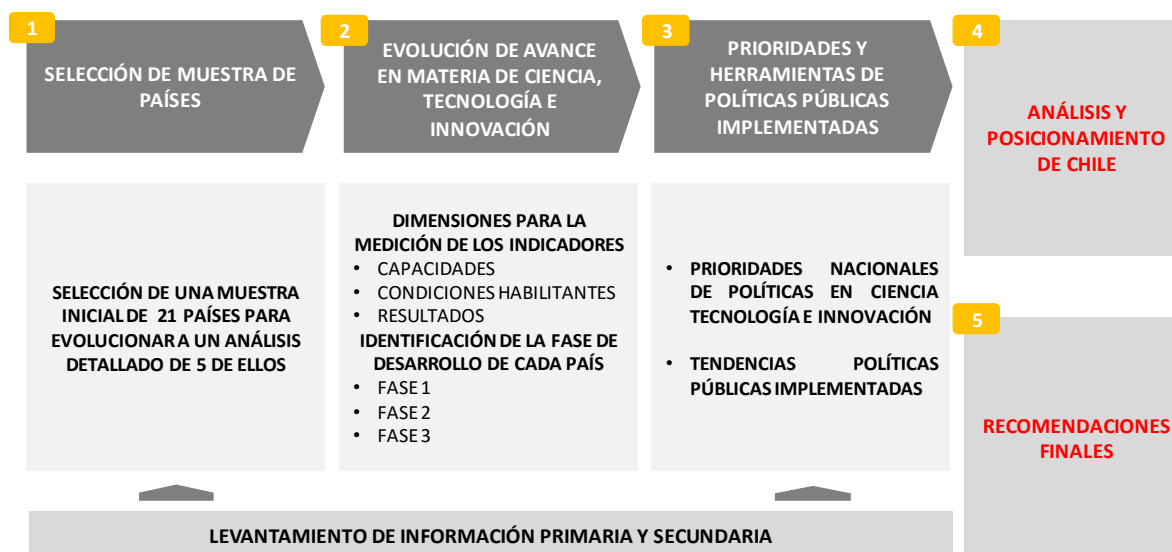 1
SELECCIÓN DE MUESTRA DE
PAÍSES
2
EVOLUCIÓN DE AVANCE
EN MATERIA DE CIENCIA,
TECNOLOGÍA E
INNOVACIÓN
3
PRIORIDADES Y
HERRAMIENTAS DE
POLÍTICAS PÚBLICAS
IMPLEMENTADAS
4
ANÁLISIS Y
POSICIONAMIENTO
DE CHILE
SELECCIÓN DE UNA MUESTRA
INICIAL DE 21 PAÍSES PARA
EVOLUCIONAR A UN ANÁLISIS
DETALLADO DE 5 DE ELLOS
DIMENSIONES PARA LA
MEDICIÓN DE LOS INDICADORES
• CAPACIDADES
• CONDICIONES HABILITANTES
• RESULTADOS
IDENTIFICACIÓN DE LA FASE DE
DESARROLLO DE CADA PAÍS
• FASE 1
• FASE 2
• FASE 3
• PRIORIDADES NACIONALES
DE POLÍTICAS EN CIENCIA
TECNOLOGÍA E INNOVACIÓN
• TENDENCIAS POLÍTICAS
PÚBLICAS IMPLEMENTADAS
5
RECOMENDACIONES
FINALES
LEVANTAMIENTO DE INFORMACIÓN PRIMARIA Y SECUNDARIA